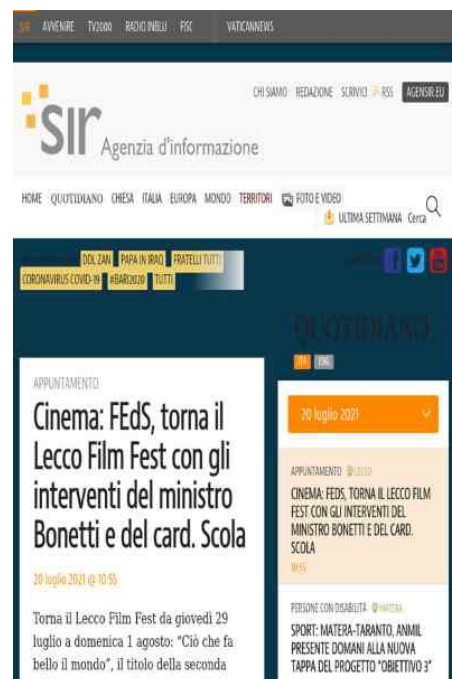 SIR AVVENIRE TV2000 RADIO INBLU FISC VATICANNEWS
CHI SIAMO REDAZIONE SCRIVICI RSS AGENSIR.EU
SIR Agenzia d'informazione
HOME QUOTIDIANO CHIESA ITALIA EUROPA MONDO TERRITORI FOTO E VIDEO
ULTIMA SETTIMANA Cerca
DDL ZAN PAPA IN IRAQ FRATELLI TUTTI
CORONAVIRUS COVID-19 #BARI2020 TUTTI
APPUNTAMENTO
Cinema: FEdS, torna il
Lecco Film Fest con gli
interventi del ministro
Bonetti e del card. Scola
20 luglio 2021 @ 10:55
Torna il Lecco Film Fest da giovedì 29
luglio a domenica 1 agosto: “Ciò che fa
bello il mondo”, il titolo della seconda
QUOTIDIANO
ITA ENG
20 luglio 2021
APPUNTAMENTO LECCO
CINEMA: FEDS, TORNA IL LECCO FILM
FEST CON GLI INTERVENTI DEL
MINISTRO BONETTI E DEL CARD.
SCOLA
10:55
PERSONE CON DISABILITÀ MATERA
SPORT: MATERA-TARANTO, ANMIL
PRESENTE DOMANI ALLA NUOVA
TAPPA DEL PROGETTO “OBIETTIVO 3”